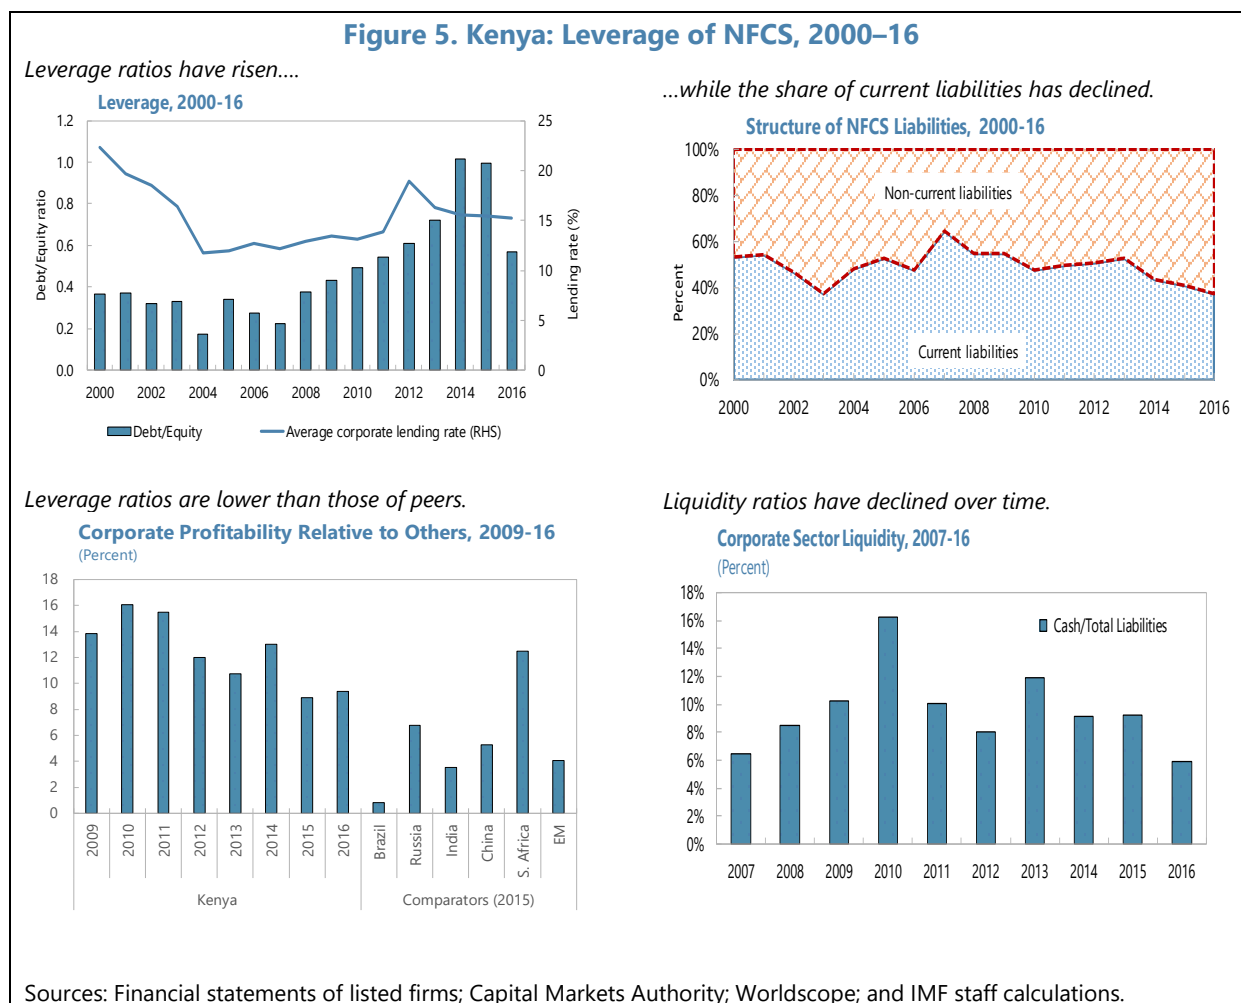 Figure 5. Kenya: Leverage of NFCS, 2000–16
Leverage ratios have risen....
Leverage, 2000-16
1.2
1.0
0.8
0.6
0.4
0.2
0.0
Debt/Equity ratio
25
20
15
10
5
0
Lending rate (%)
2000 2002 2004 2006 2008 2010 2012 2014 2016
Debt/Equity
Average corporate lending rate (RHS)
...while the share of current liabilities has declined.
Structure of NFCS Liabilities, 2000-16
100%
80%
60%
40%
20%
0%
Percent
Non-current liabilities
Current liabilities
2000 2002 2004 2006 2008 2010 2012 2014 2016
Leverage ratios are lower than those of peers.
Corporate Profitability Relative to Others, 2009-16
(Percent)
18
16
14
12
10
8
6
4
2
0
2009 2010 2011 2012 2013 2014 2015 2016 Brazil Russia India China S. Africa EM
Kenya Comparators (2015)
Liquidity ratios have declined over time.
Corporate Sector Liquidity, 2007-16
(Percent)
18%
16%
14%
12%
10%
8%
6%
4%
2%
0%
Cash/Total Liabilities
2007 2008 2009 2010 2011 2012 2013 2014 2015 2016
Sources: Financial statements of listed firms; Capital Markets Authority; Worldscope; and IMF staff calculations.